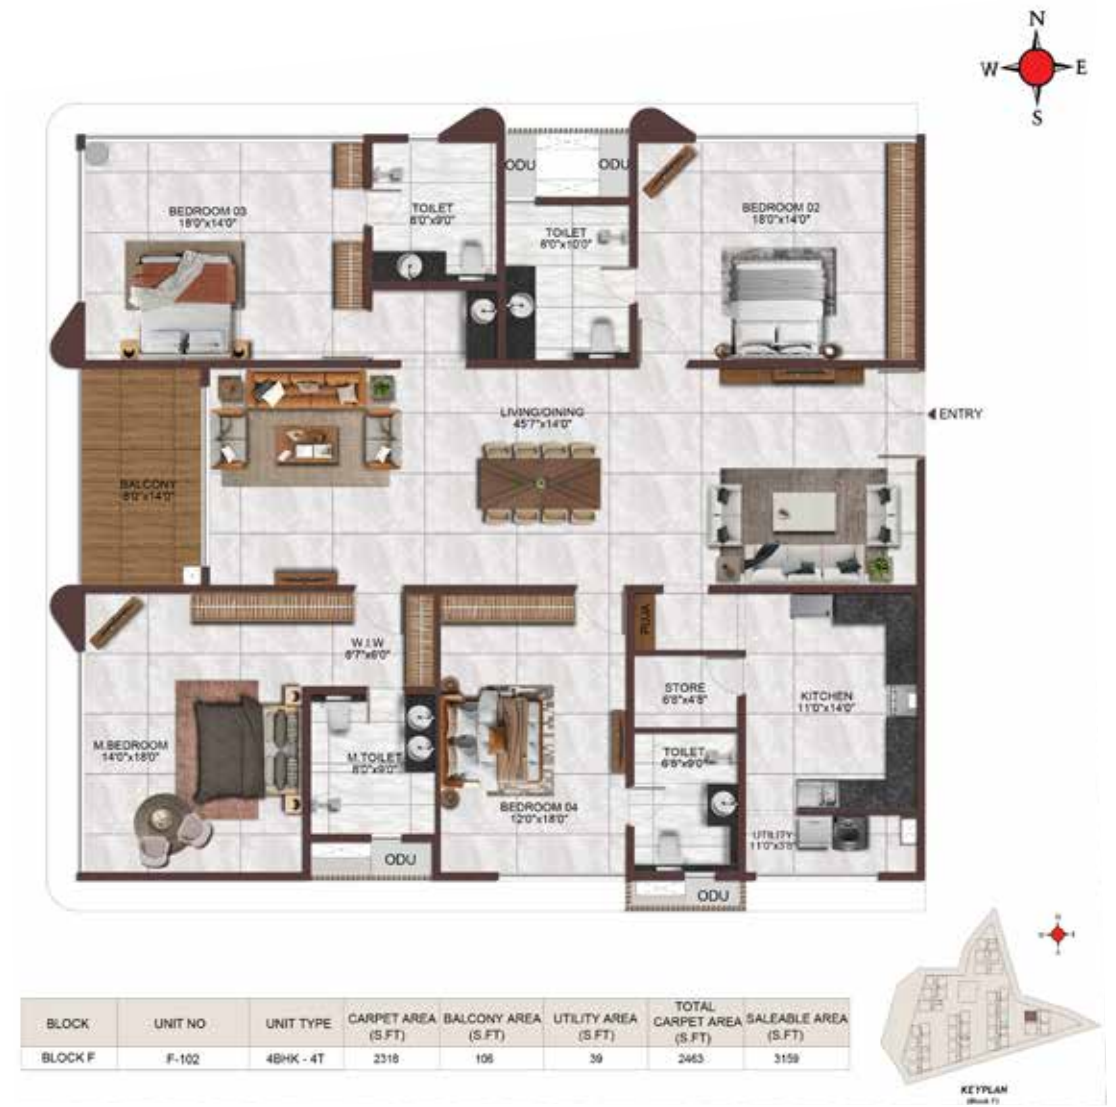 N
W E
S
ODU
ODU
BEDROOM 03
18'0"x14'0"
TOILET
6'0"x9'0"
TOILET
6'0"x10'0"
BEDROOM 02
18'0"x14'0"
LIVING/DINING
45'7"x14'0"
ENTRY
BALCONY
8'0"x14'0"
PUJA
W.I.W
6'7"x6'0"
STORE
6'8"x4'8"
KITCHEN
11'0"x14'0"
M.BEDROOM
14'0"x18'0"
M.TOILET
8'0"x9'0"
TOILET
6'8"x9'0"
BEDROOM 04
12'0"x18'0"
UTILITY
ODU
ODU
BLOCK
UNIT NO
UNIT TYPE
CARPET AREA
(S.FT)
BALCONY AREA
(S.FT)
UTILITY AREA
(S.FT)
TOTAL
CARPET AREA
(S.FT)
SALEABLE AREA
(S.FT)
BLOCK F
F-102
4BHK - 4T
2318
106
39
2463
3159
KEYPLAN